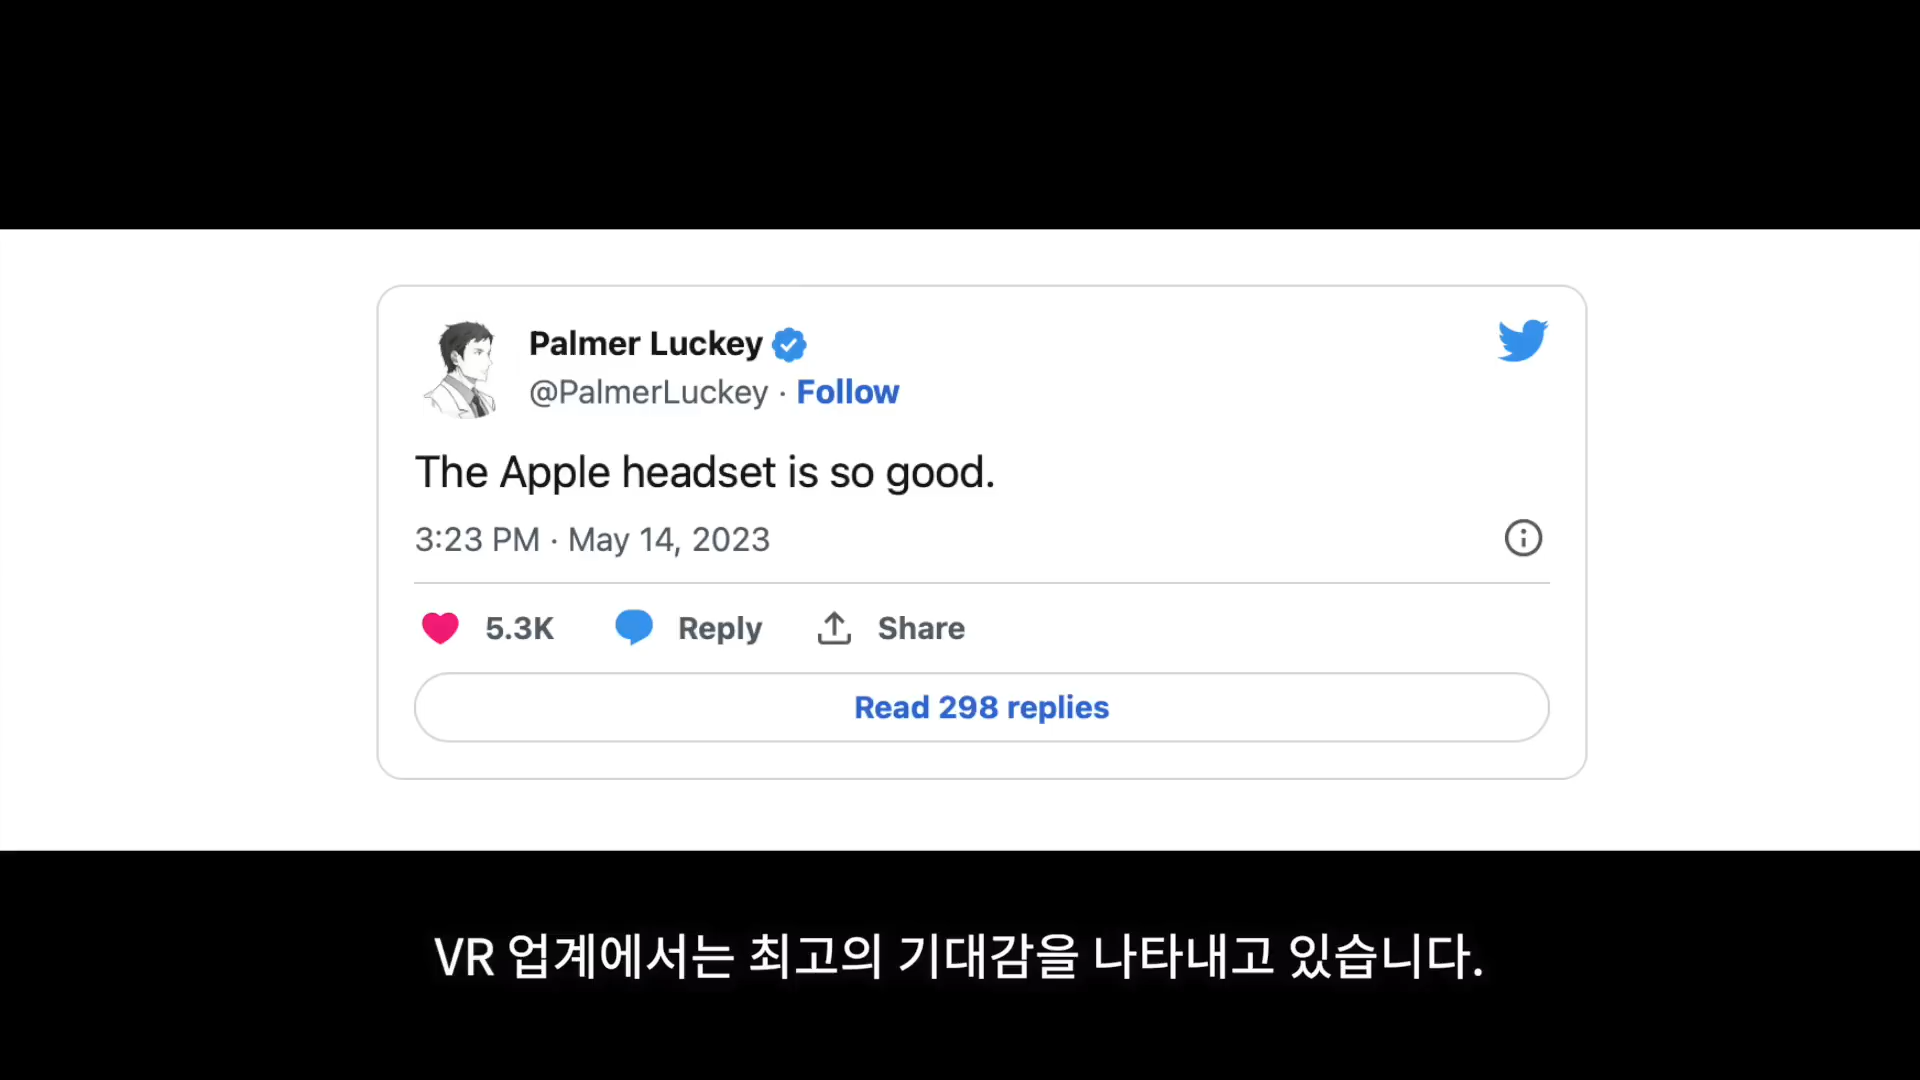 Palmer Luckey
@PalmerLuckey · Follow
The Apple headset is so good.
3:23 PM · May 14, 2023
5.3K Reply Share
Read 298 replies
VR 업계에서는 최고의 기대감을 나타내고 있습니다.